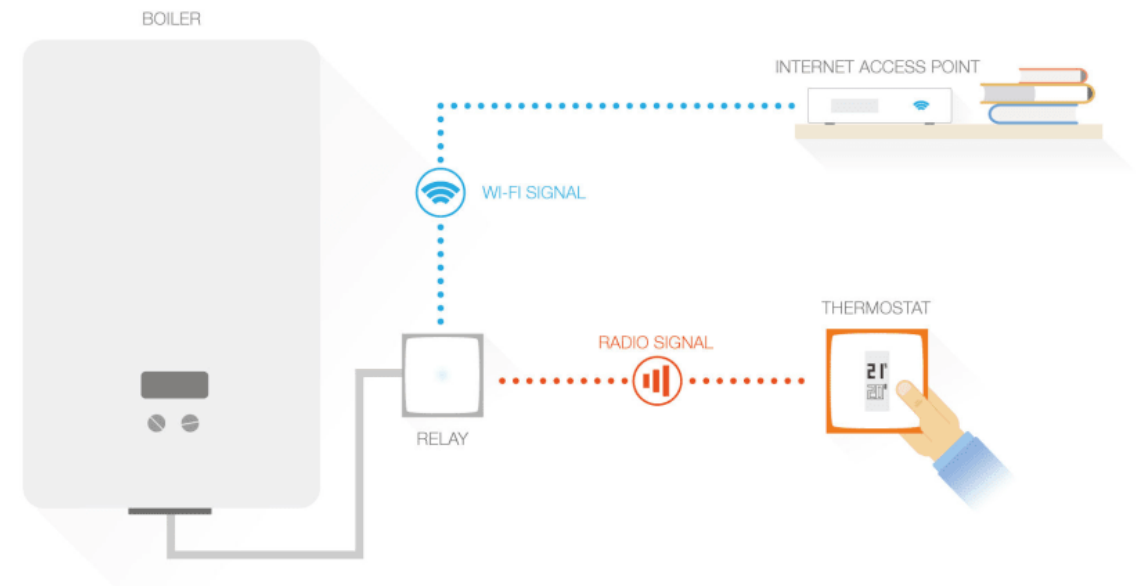 BOILER
INTERNET ACCESS POINT
WI-FI SIGNAL
THERMOSTAT
RADIO SIGNAL
21°
RELAY